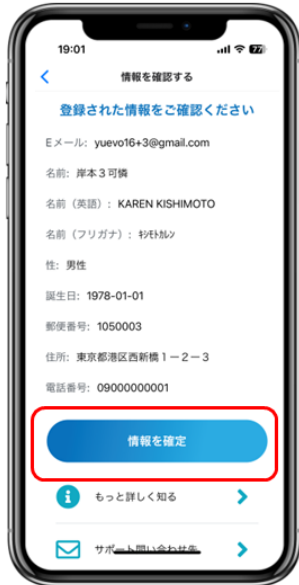 19:01
77
情報を確認する
登録された情報をご確認ください
Eメール: yuevo16+3@gmail.com
名前: 岸本3可憐
名前（英語）: KAREN KISHIMOTO
名前（フリガナ）: ｷｼﾓﾄｶﾚﾝ
性: 男性
誕生日: 1978-01-01
郵便番号: 1050003
住所: 東京都港区西新橋1－2－3
電話番号: 09000000001
情報を確定
もっと詳しく知る
サポート問い合わせ先